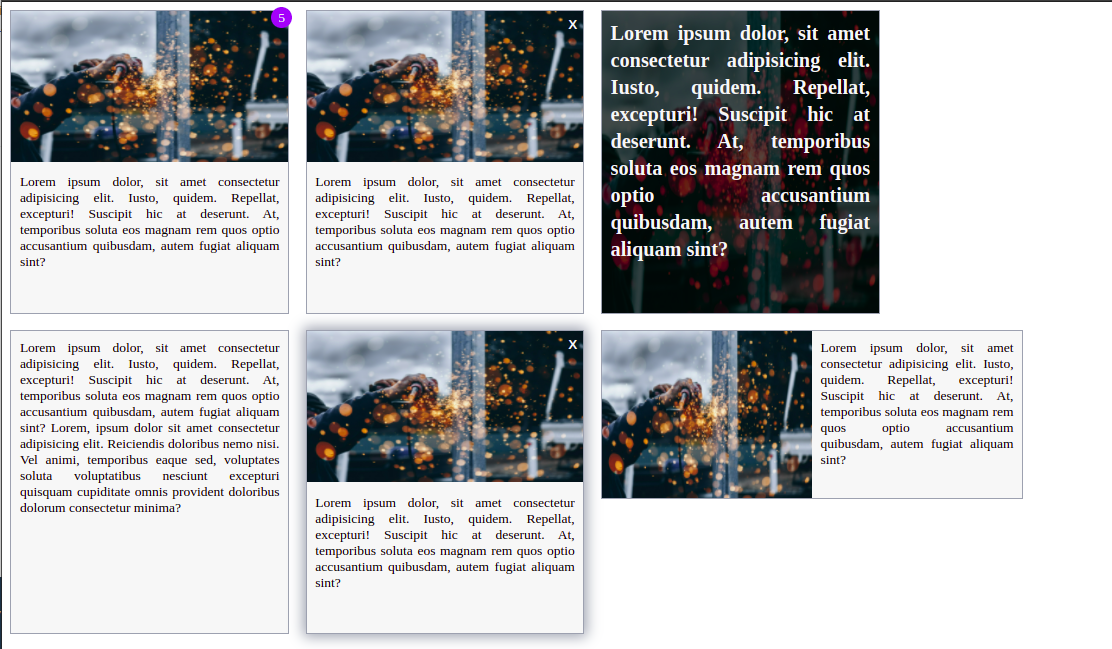 5
Lorem ipsum dolor, sit amet consectetur
adipisicing elit. Iusto, quidem. Repellat,
excepturi! Suscipit hic at deserunt. At,
temporibus soluta eos magnam rem quos optio
accusantium quibusdam, autem fugiat aliquam
sint?
X
Lorem ipsum dolor, sit amet consectetur
adipisicing elit. Iusto, quidem. Repellat,
excepturi! Suscipit hic at deserunt. At,
temporibus soluta eos magnam rem quos optio
accusantium quibusdam, autem fugiat aliquam
sint?
Lorem ipsum dolor, sit amet
consectetur adipisicing elit.
Iusto, quidem. Repellat,
excepturi! Suscipit hic at
deserunt. At, temporibus
soluta eos magnam rem quos
optio accusantium
quibusdam, autem fugiat
aliquam sint?
Lorem ipsum dolor, sit amet consectetur
adipisicing elit. Iusto, quidem. Repellat,
excepturi! Suscipit hic at deserunt. At,
temporibus soluta eos magnam rem quos optio
accusantium quibusdam, autem fugiat aliquam
sint? Lorem, ipsum dolor sit amet consectetur
adipisicing elit. Reiciendis doloribus nemo nisi.
Vel animi, temporibus eaque sed, voluptates
soluta voluptatibus nesciunt excepturi
quisquam cupiditate omnis provident doloribus
dolorum consectetur minima?
X
Lorem ipsum dolor, sit amet consectetur
adipisicing elit. Iusto, quidem. Repellat,
excepturi! Suscipit hic at deserunt. At,
temporibus soluta eos magnam rem quos optio
accusantium quibusdam, autem fugiat aliquam
sint?
Lorem ipsum dolor, sit amet
consectetur adipisicing elit. Iusto,
quidem. Repellat, excepturi!
Suscipit hic at deserunt. At,
temporibus soluta eos magnam rem
quos optio accusantium
quibusdam, autem fugiat aliquam
sint?